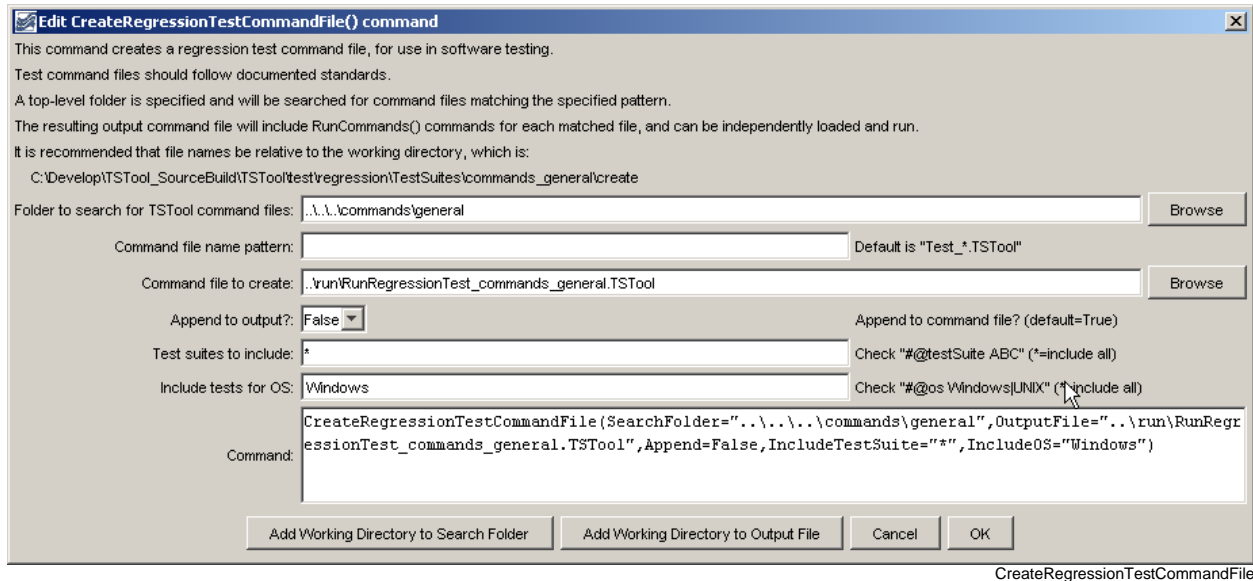 Edit CreateRegressionTestCommandFile() command
This command creates a regression test command file, for use in software testing.
Test command files should follow documented standards.
A top-level folder is specified and will be searched for command files matching the specified pattern.
The resulting output command file will include RunCommands() commands for each matched file, and can be independently loaded and run.
It is recommended that file names be relative to the working directory, which is:
C:\Develop\TSTool_SourceBuild\TSTool\test\regression\TestSuites\commands_general\create
Folder to search for TSTool command files: ..\..\..\commands\general Browse
Command file name pattern: Default is "Test_*.TSTool"
Command file to create: ..\run\RunRegressionTest_commands_general.TSTool Browse
Append to output?: False Append to command file? (default=True)
Test suites to include: * Check "#@testSuite ABC" (*=include all)
Include tests for OS: Windows Check "#@os Windows|UNIX" (*=include all)
CreateRegressionTestCommandFile(SearchFolder="..\..\..\commands\general",OutputFile="..\run\RunRegr
Command: essionTest_commands_general.TSTool",Append=False,IncludeTestSuite="*",IncludeOS="Windows")
Add Working Directory to Search Folder Add Working Directory to Output File Cancel OK
CreateRegressionTestCommandFile